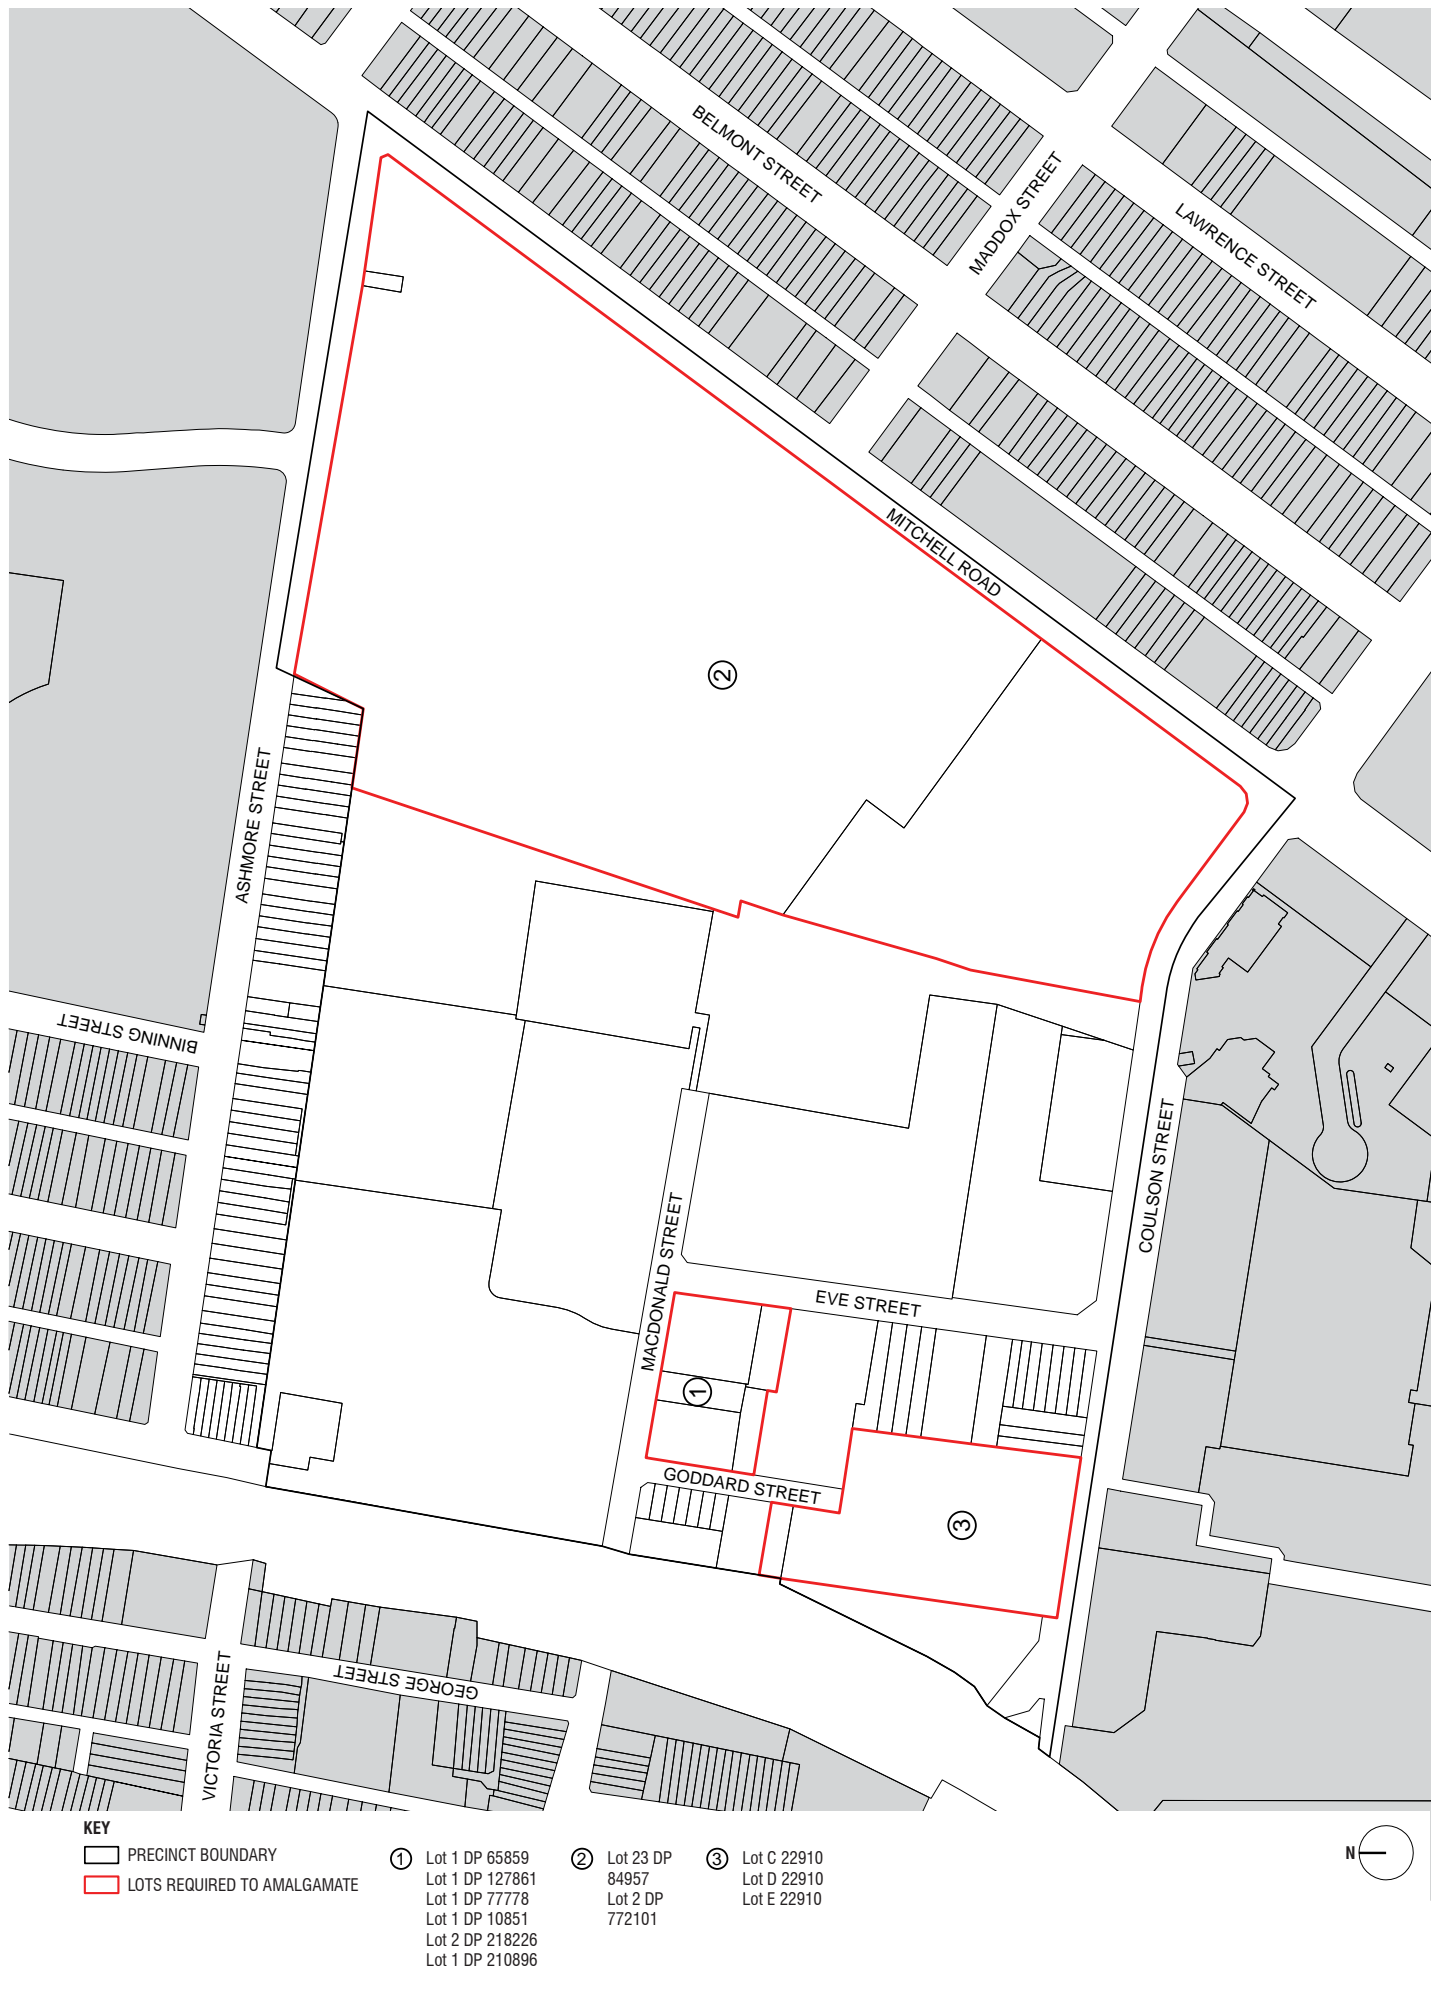 BELMONT STREET
MADDOX STREET
LAWRENCE STREET
MITCHELL ROAD
2
ASHMORE STREET
BINNING STREET
COULSON STREET
MACDONALD STREET
EVE STREET
1
GODDARD STREET
3
GEORGE STREET
VICTORIA STREET
KEY
PRECINCT BOUNDARY
LOTS REQUIRED TO AMALGAMATE
1 Lot 1 DP 65859
Lot 1 DP 127861
Lot 1 DP 77778
Lot 1 DP 10851
Lot 2 DP 218226
Lot 1 DP 210896
2 Lot 23 DP
84957
Lot 2 DP
772101
3 Lot C 22910
Lot D 22910
Lot E 22910
N